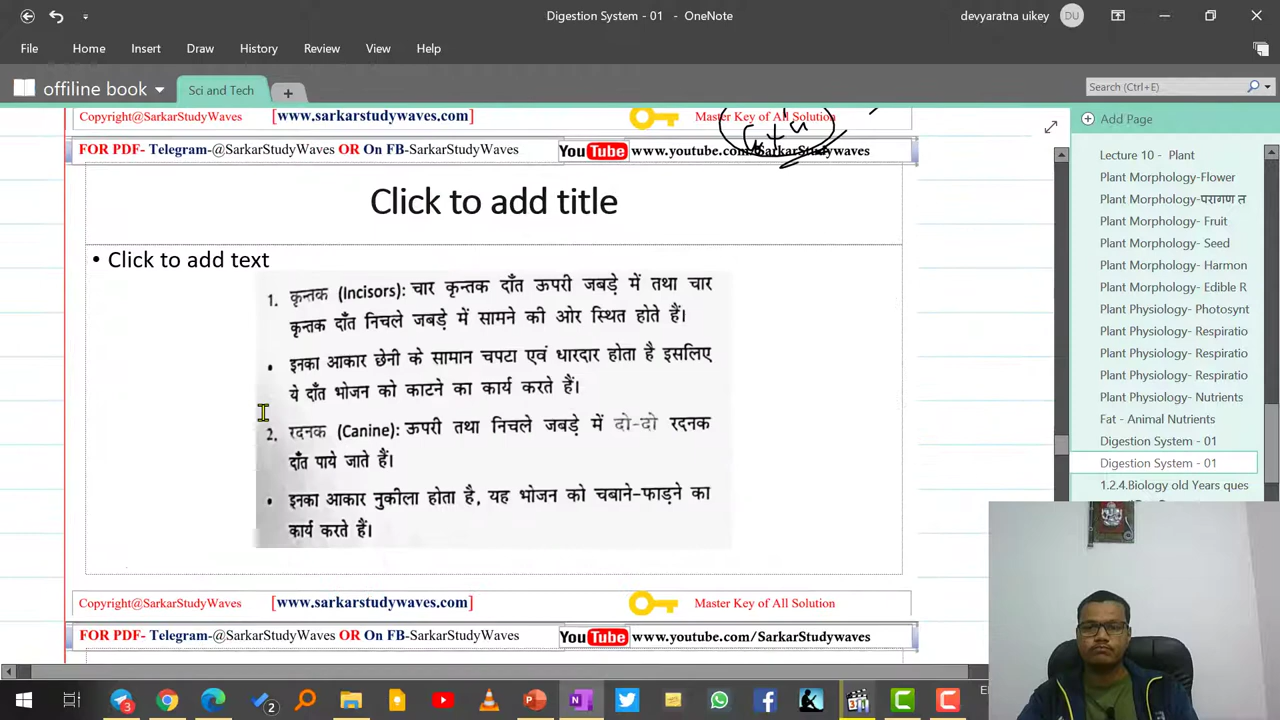 Digestion System - 01 - OneNote
devyaratna uikey DU
File Home Insert Draw History Review View Help
offiline book Sci and Tech
Search (Ctrl+E)
Copyright@SarkarStudyWaves [www.sarkarstudywaves.com] Master Key of All Solution
FOR PDF- Telegram-@SarkarStudyWaves OR On FB-SarkarStudyWaves YouTube www.youtube.com/SarkarStudywaves
Click to add title
• Click to add text
1. कृन्तक (Incisors): चार कृन्तक दाँत ऊपरी जबड़े में तथा चार
कृन्तक दाँत निचले जबड़े में सामने की ओर स्थित होते हैं।
• इनका आकार छेनी के सामान चपटा एवं धारदार होता है इसलिए
ये दाँत भोजन को काटने का कार्य करते हैं।
2. रदनक (Canine): ऊपरी तथा निचले जबड़े में दो-दो रदनक
दाँत पाये जाते हैं।
• इनका आकार नुकीला होता है, यह भोजन को चबाने-फाड़ने का
कार्य करते हैं।
Copyright@SarkarStudyWaves [www.sarkarstudywaves.com] Master Key of All Solution
FOR PDF- Telegram-@SarkarStudyWaves OR On FB-SarkarStudyWaves YouTube www.youtube.com/SarkarStudywaves
Add Page
Lecture 10 - Plant
Plant Morphology-Flower
Plant Morphology-परागण त
Plant Morphology- Fruit
Plant Morphology - Seed
Plant Morphology - Harmon
Plant Morphology- Edible R
Plant Physiology- Photosynt
Plant Physiology- Respiratio
Plant Physiology- Respiratio
Plant Physiology- Respiratio
Plant Physiology- Nutrients
Fat - Animal Nutrients
Digestion System - 01
Digestion System - 01
1.2.4.Biology old Years ques
3
2